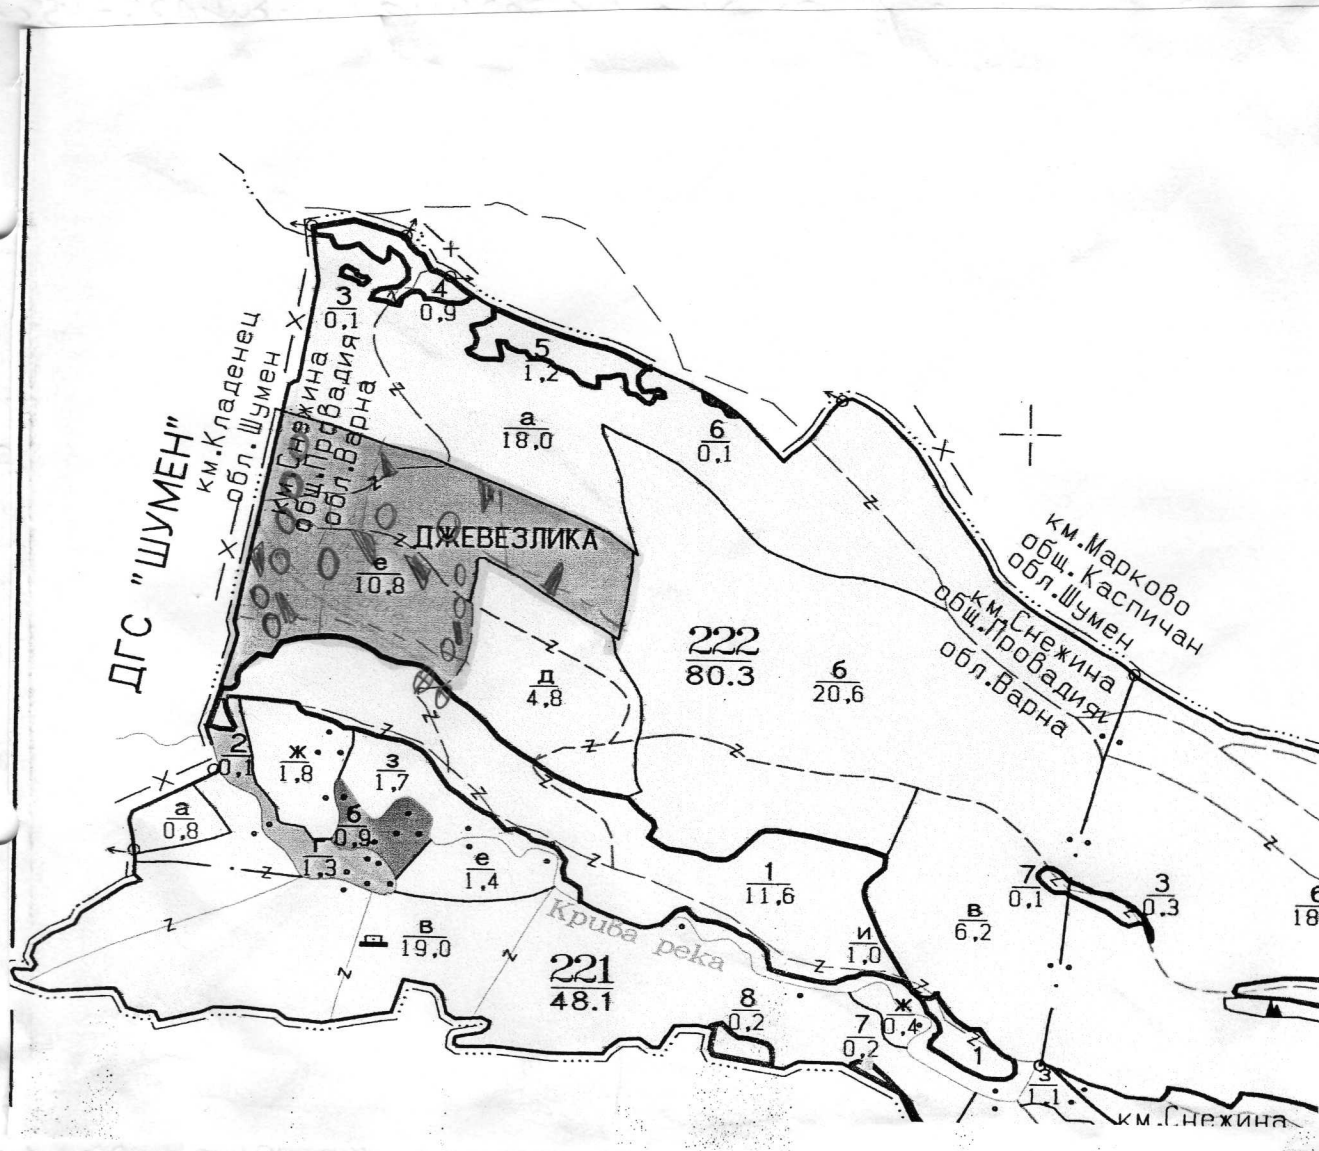 ДГС "ШУМЕН"
км.Кладенец
обл.Шумен
км.Снежина
общ.Провадия
обл.Варна
3
0,1
4
0,9
5
1,2
а
18,0
6
0,1
ДЖЕВЕЗЛИКА
е
10,8
д
4,8
222
80.3
б
20,6
км.Марково
общ.Каспичан
обл.Шумен
км.Снежина
общ.Провадия
обл.Варна
2
0,1
ж
1,8
з
1,7
а
0,8
б
0,9
г
1,3
е
1,4
в
19,0
Крива река
221
48.1
1
11,6
и
1,0
в
6,2
7
0,1
3
0,3
18
8
0,2
7
0,2
ж
0,4
1
з
1,1
км.Снежина